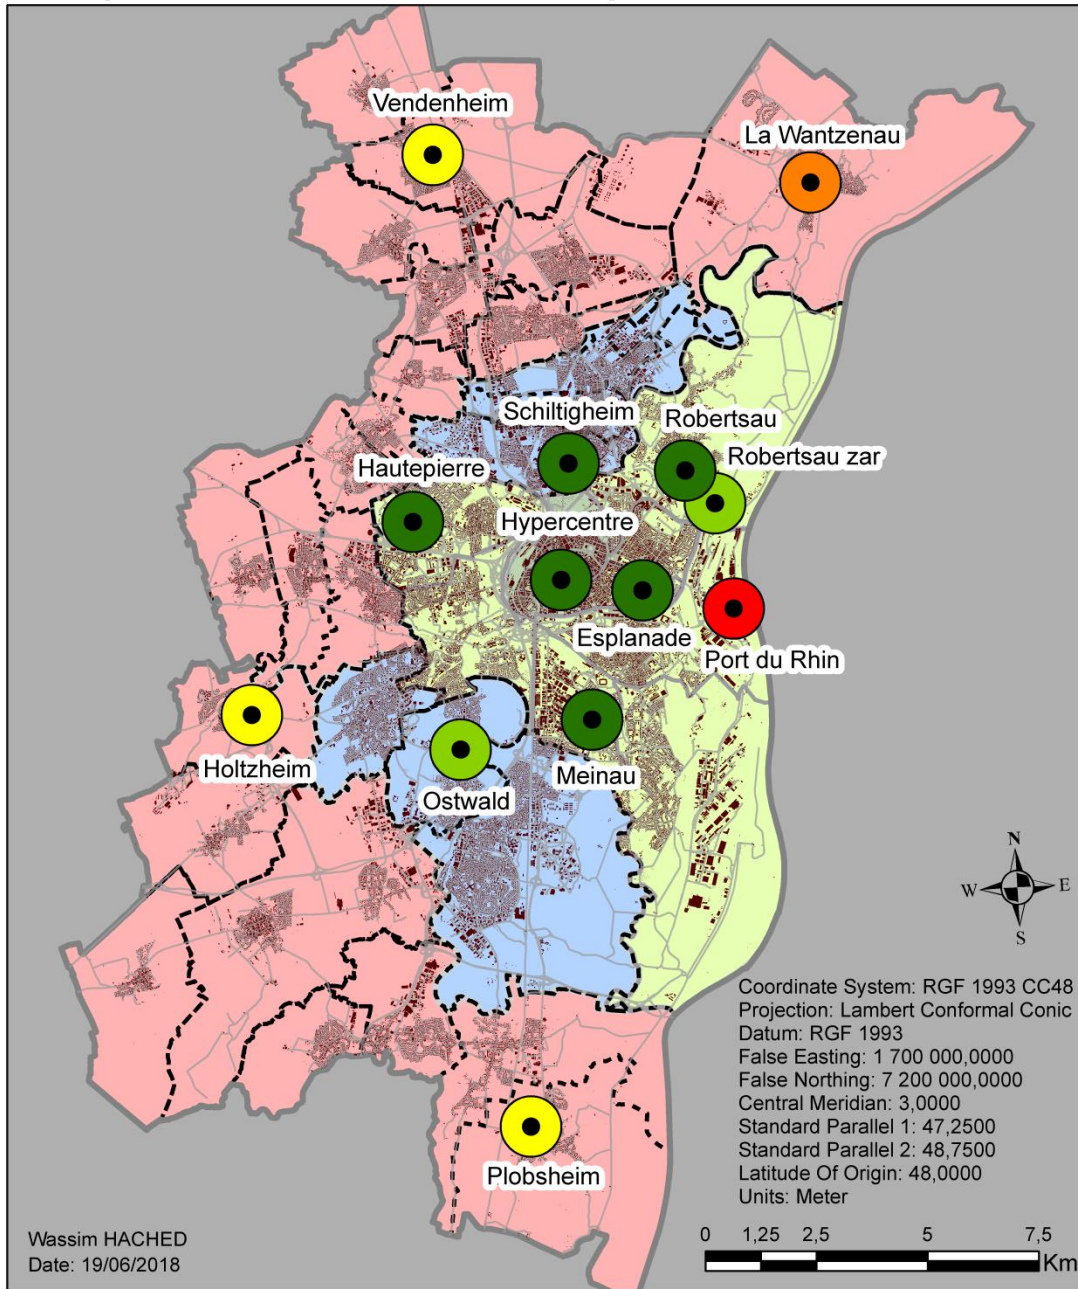 Vendenheim
La Wantzenau
Schiltigheim
Robertsau
Hautepierre
Robertsau zar
Hypercentre
Esplanade
Port du Rhin
Holtzheim
Meinau
Ostwald
N
W
E
S
Coordinate System: RGF 1993 CC48
Projection: Lambert Conformal Conic
Datum: RGF 1993
False Easting: 1 700 000,0000
False Northing: 7 200 000,0000
Central Meridian: 3,0000
Standard Parallel 1: 47,2500
Standard Parallel 2: 48,7500
Latitude Of Origin: 48,0000
Units: Meter
Plobsheim
Wassim HACHED
Date: 19/06/2018
0 1,25 2,5 5 7,5
Km